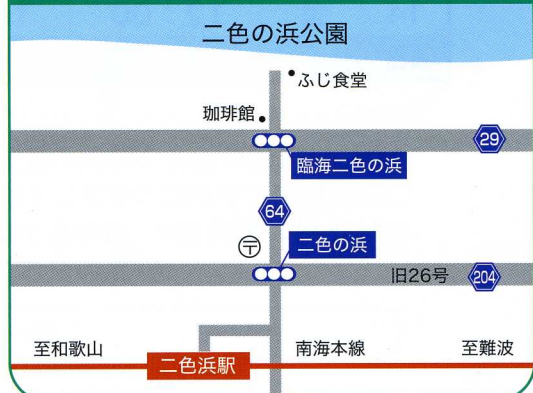 二色の浜公園
ふじ食堂
珈琲館
29
臨海二色の浜
64
〒
二色の浜
旧26号
204
至和歌山
南海本線
至難波
二色浜駅